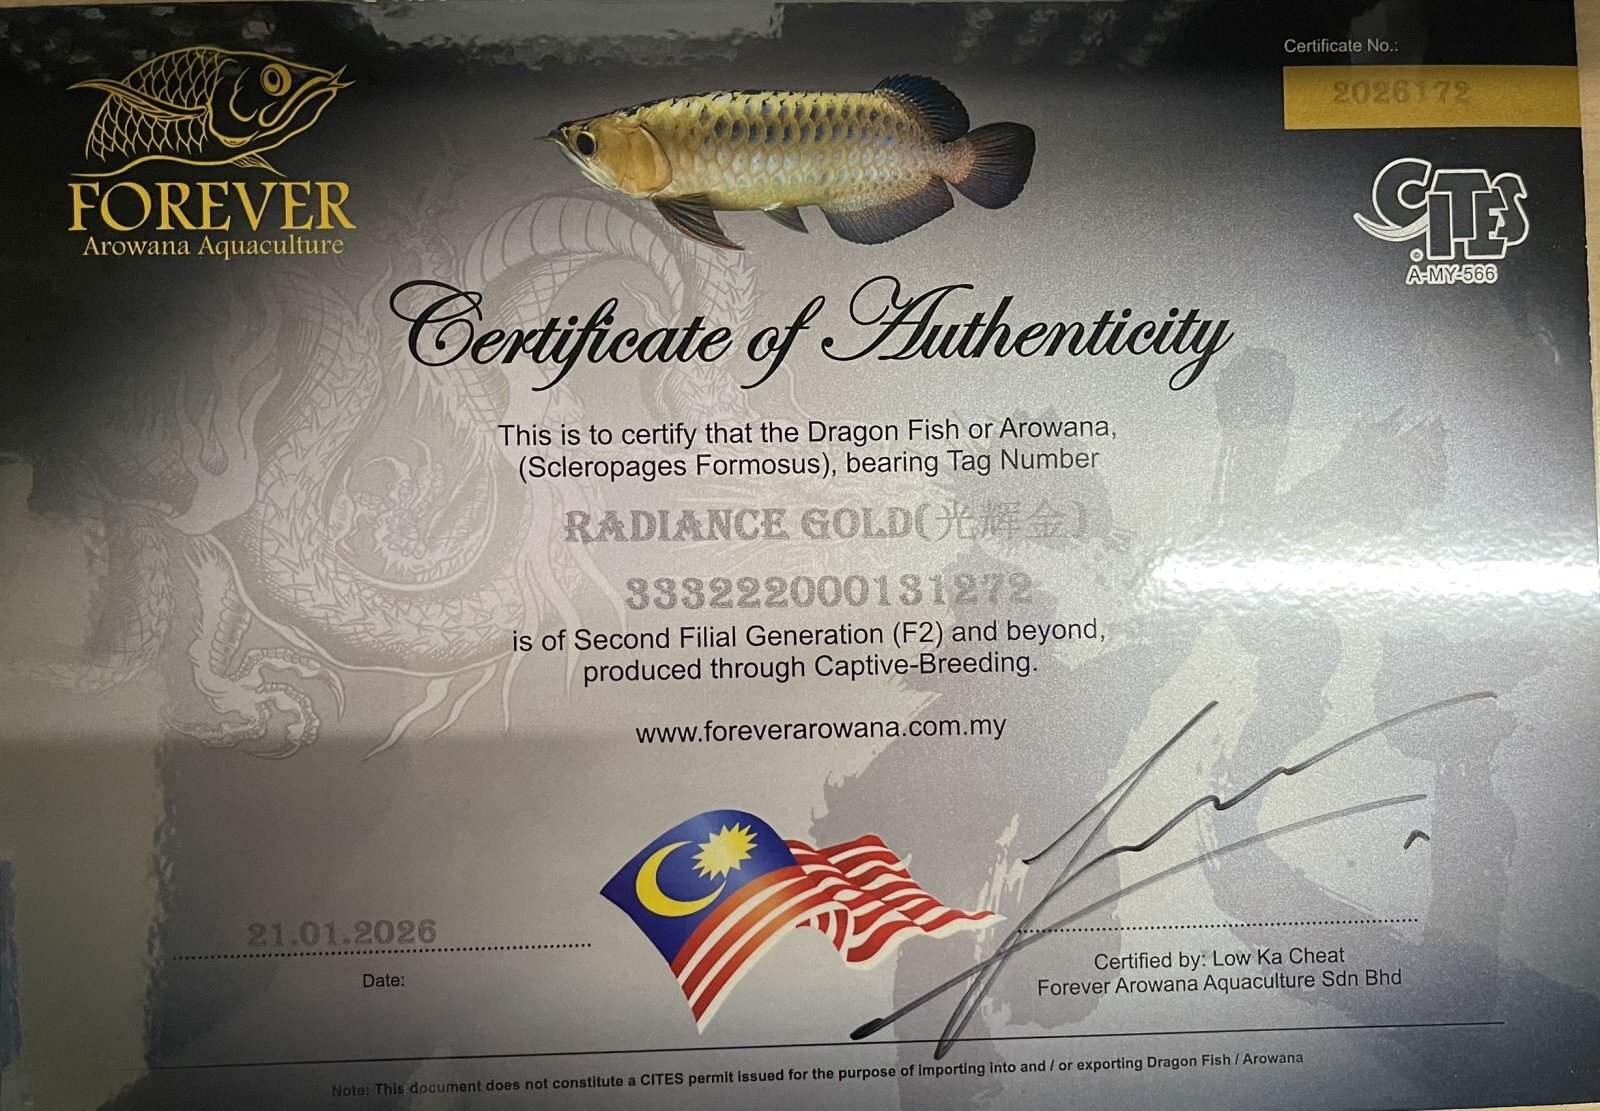 FOREVER
Arowana Aquaculture
Certificate No.:
2026172
CITES
©
A-MY-566
Certificate of Authenticity
This is to certify that the Dragon Fish or Arowana,
(Scleropages Formosus), bearing Tag Number
RADIANCE GOLD(光辉金)
333222000131272
is of Second Filial Generation (F2) and beyond,
produced through Captive-Breeding.
www.foreverarowana.com.my
21.01.2026
Date:
Certified by: Low Ka Cheat
Forever Arowana Aquaculture Sdn Bhd
Note: This document does not constitute a CITES permit issued for the purpose of importing into and / or exporting Dragon Fish / Arowana